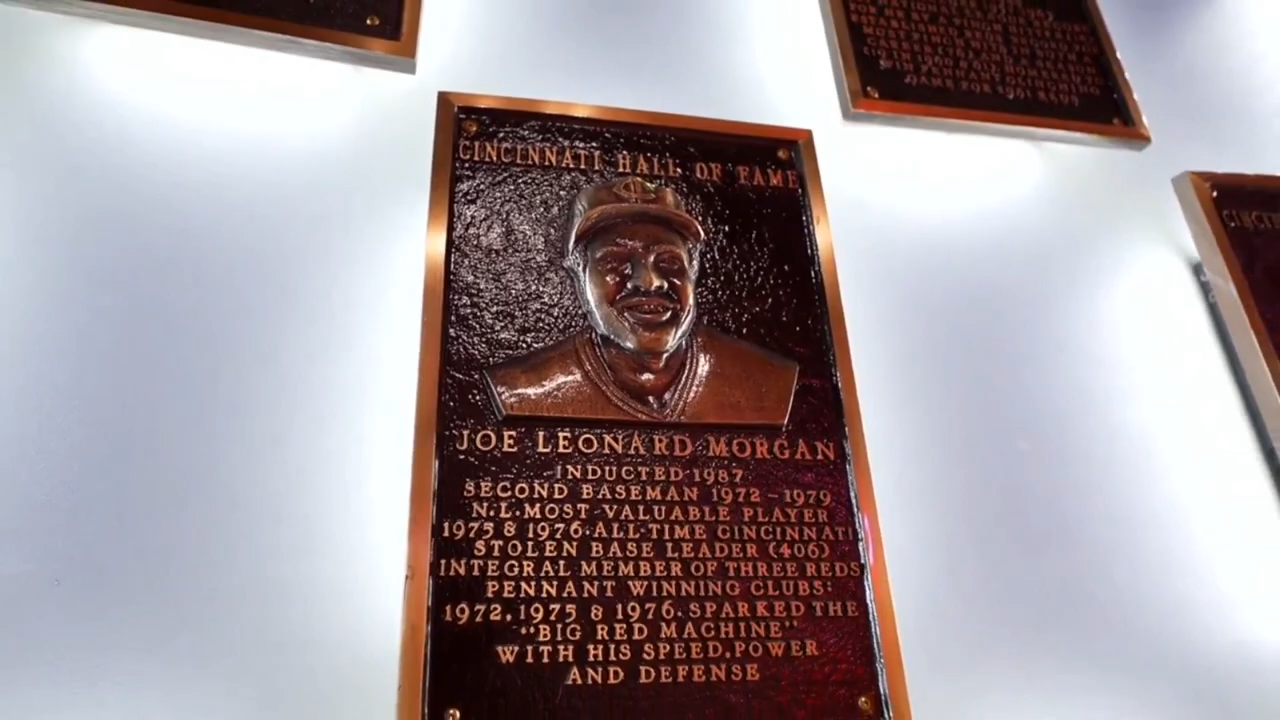 CINCINNATI HALL OF FAME
JOE LEONARD MORGAN
INDUCTED 1987
SECOND BASEMAN 1972-1979
N.L. MOST VALUABLE PLAYER
1975 & 1976. ALL-TIME CINCINNATI
STOLEN BASE LEADER (406)
INTEGRAL MEMBER OF THREE REDS
PENNANT WINNING CLUBS:
1972, 1975 & 1976. SPARKED THE
"BIG RED MACHINE"
WITH HIS SPEED, POWER
AND DEFENSE